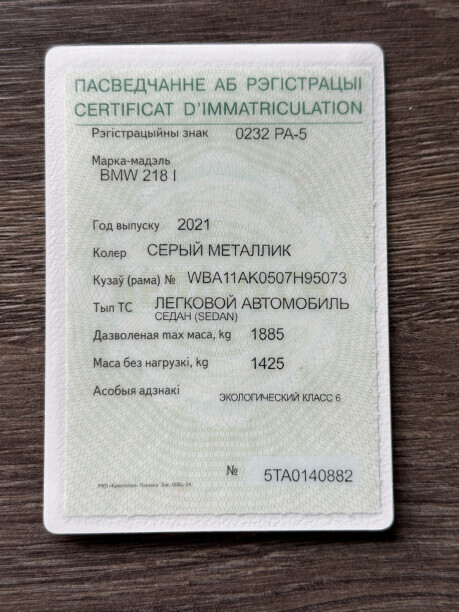 ПАСВЕДЧАННЕ АБ РЭГІСТРАЦЫІ
CERTIFICAT D'IMMATRICULATION
Рэгістрацыйны знак 0232 PA-5
Марка-мадэль
BMW 218 I
Год выпуску 2021
Колер СЕРЫЙ МЕТАЛЛИК
Кузаў (рама) № WBA11AK0507H95073
Тып ТС ЛЕГКОВОЙ АВТОМОБИЛЬ
СЕДАН (SEDAN)
Дазволеная max маса, kg 1885
Маса без нагрузкі, kg 1425
Асобыя адзнакі ЭКОЛОГИЧЕСКИЙ КЛАСС 6
№ 5TA0140882